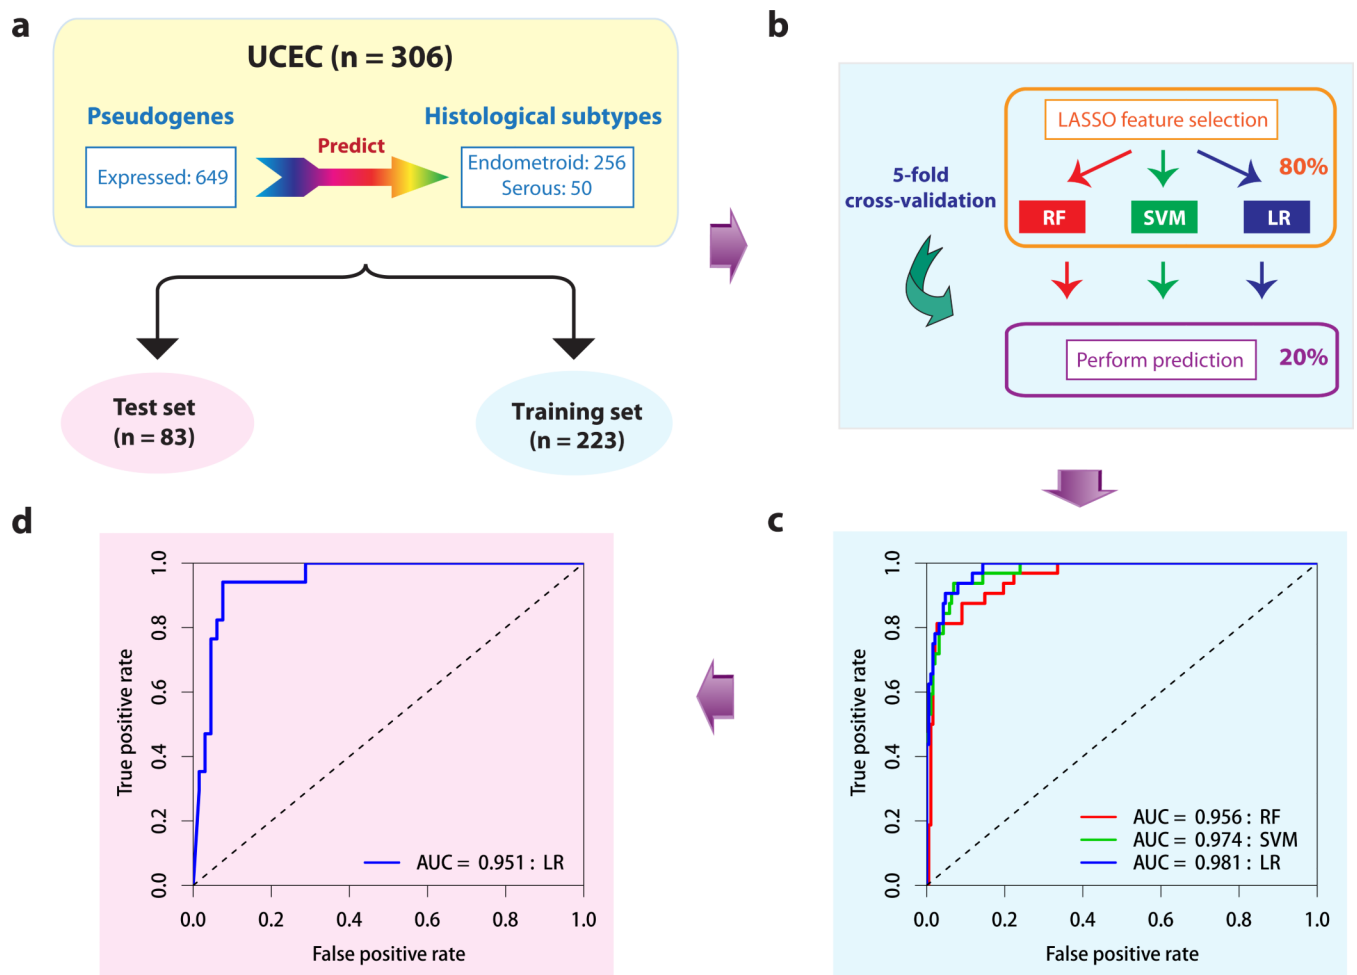 a
UCEC (n = 306)
Pseudogenes
Histological subtypes
Expressed: 649
Predict
Endometroid: 256
Serous: 50
Test set
(n = 83)
Training set
(n = 223)
b
5-fold
cross-validation
LASSO feature selection
80%
RF
SVM
LR
Perform prediction
20%
c
True positive rate
1.0
0.8
0.6
0.4
0.2
0.0
AUC = 0.956 : RF
AUC = 0.974 : SVM
AUC = 0.981 : LR
0.0
0.2
0.4
0.6
0.8
1.0
False positive rate
d
True positive rate
1.0
0.8
0.6
0.4
0.2
0.0
AUC = 0.951 : LR
0.0
0.2
0.4
0.6
0.8
1.0
False positive rate